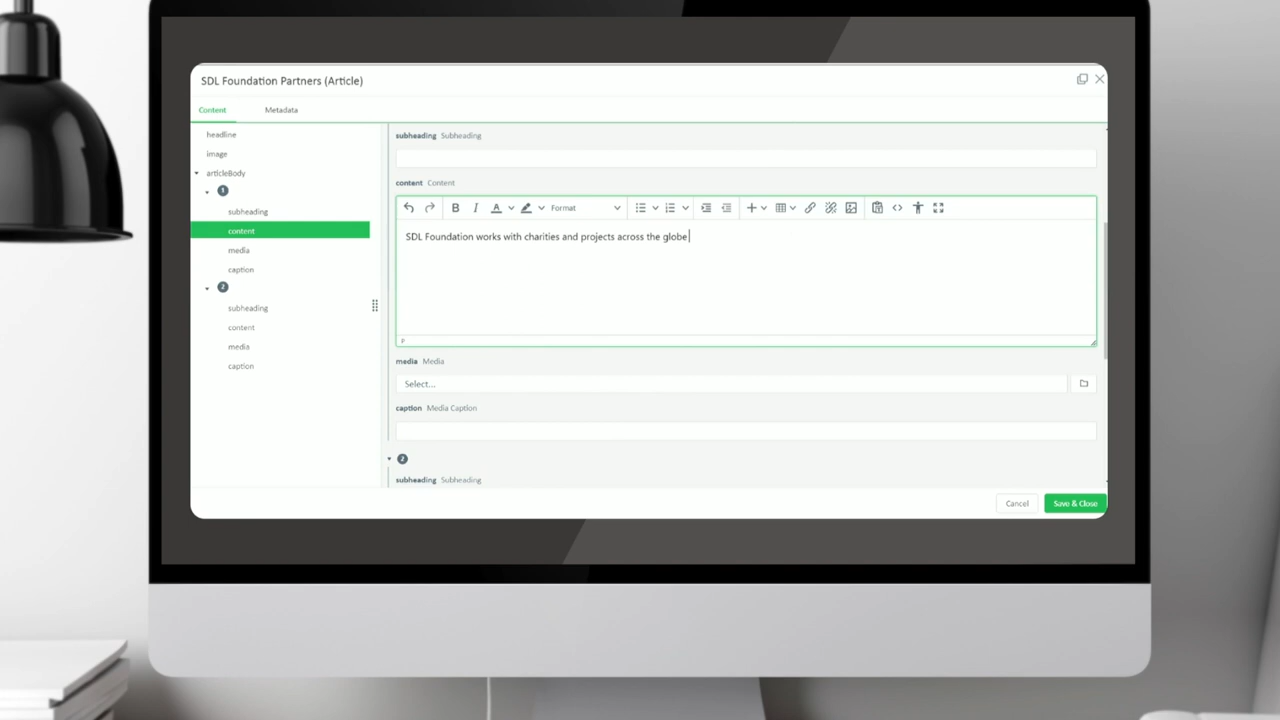 SDL Foundation Partners (Article)
Content Metadata
headline
image
articleBody
1
subheading
content
media
caption
2
subheading
content
media
caption
subheading Subheading
content Content
B I A Format
SDL Foundation works with charities and projects across the globe
P
media Media
Select...
caption Media Caption
2
subheading Subheading
Cancel Save & Close